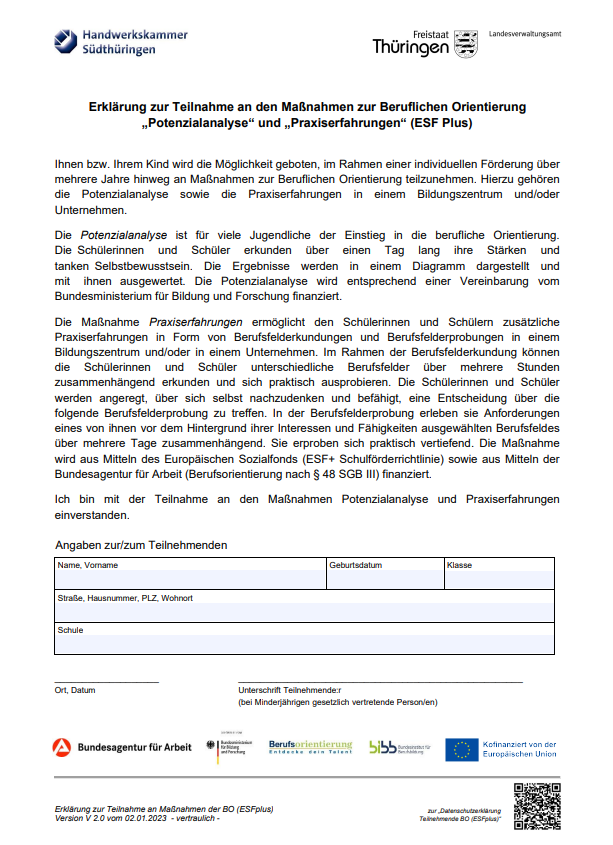 Handwerkskammer
Südthüringen
Freistaat
Thüringen
Landesverwaltungsamt
Erklärung zur Teilnahme an den Maßnahmen zur Beruflichen Orientierung
„Potenzialanalyse“ und „Praxiserfahrungen“ (ESF Plus)
Ihnen bzw. Ihrem Kind wird die Möglichkeit geboten, im Rahmen einer individuellen Förderung über
mehrere Jahre hinweg an Maßnahmen zur Beruflichen Orientierung teilzunehmen. Hierzu gehören
die Potenzialanalyse sowie die Praxiserfahrungen in einem Bildungszentrum und/oder
Unternehmen.
Die Potenzialanalyse ist für viele Jugendliche der Einstieg in die berufliche Orientierung.
Die Schülerinnen und Schüler erkunden über einen Tag lang ihre Stärken und
tanken Selbstbewusstsein. Die Ergebnisse werden in einem Diagramm dargestellt und
mit ihnen ausgewertet. Die Potenzialanalyse wird entsprechend einer Vereinbarung vom
Bundesministerium für Bildung und Forschung finanziert.
Die Maßnahme Praxiserfahrungen ermöglicht den Schülerinnen und Schülern zusätzliche
Praxiserfahrungen in Form von Berufsfelderkundungen und Berufsfelderprobungen in einem
Bildungszentrum und/oder in einem Unternehmen. Im Rahmen der Berufsfelderkundung können
die Schülerinnen und Schüler unterschiedliche Berufsfelder über mehrere Stunden
zusammenhängend erkunden und sich praktisch ausprobieren. Die Schülerinnen und Schüler
werden angeregt, über sich selbst nachzudenken und befähigt, eine Entscheidung über die
folgende Berufsfelderprobung zu treffen. In der Berufsfelderprobung erleben sie Anforderungen
eines von ihnen vor dem Hintergrund ihrer Interessen und Fähigkeiten ausgewählten Berufsfeldes
über mehrere Tage zusammenhängend. Sie erproben sich praktisch vertiefend. Die Maßnahme
wird aus Mitteln des Europäischen Sozialfonds (ESF+ Schulförderrichtlinie) sowie aus Mitteln der
Bundesagentur für Arbeit (Berufsorientierung nach § 48 SGB III) finanziert.
Ich bin mit der Teilnahme an den Maßnahmen Potenzialanalyse und Praxiserfahrungen
einverstanden.
Angaben zur/zum Teilnehmenden
Name, Vorname
Geburtsdatum
Klasse
Straße, Hausnummer, PLZ, Wohnort
Schule
Ort, Datum
Unterschrift Teilnehmende:r
(bei Minderjährigen gesetzlich vertretende Person/en)
Bundesagentur für Arbeit
Bundesministerium
für Bildung
und Forschung
Berufsorientierung
Entdecke dein Talent
bibb
Bundesinstitut für
Berufsbildung
Kofinanziert von der
Europäischen Union
Erklärung zur Teilnahme an Maßnahmen der BO (ESFplus)
Version V 2.0 vom 02.01.2023 - vertraulich -
zur „Datenschutzerklärung
Teilnehmende BO (ESFplus)“